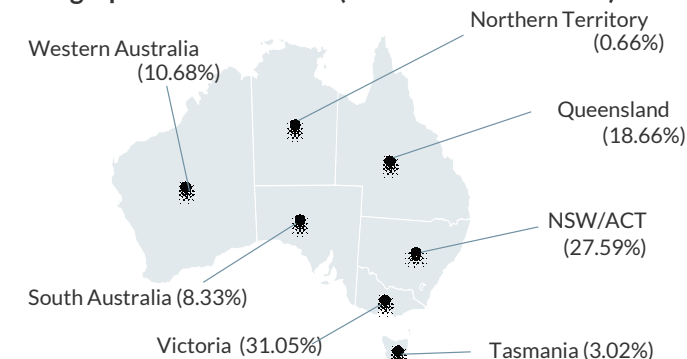 Northern Territory
(0.66%)
Western Australia
(10.68%)
Queensland
(18.66%)
NSW/ACT
(27.59%)
South Australia (8.33%)
Victoria (31.05%)
Tasmania (3.02%)